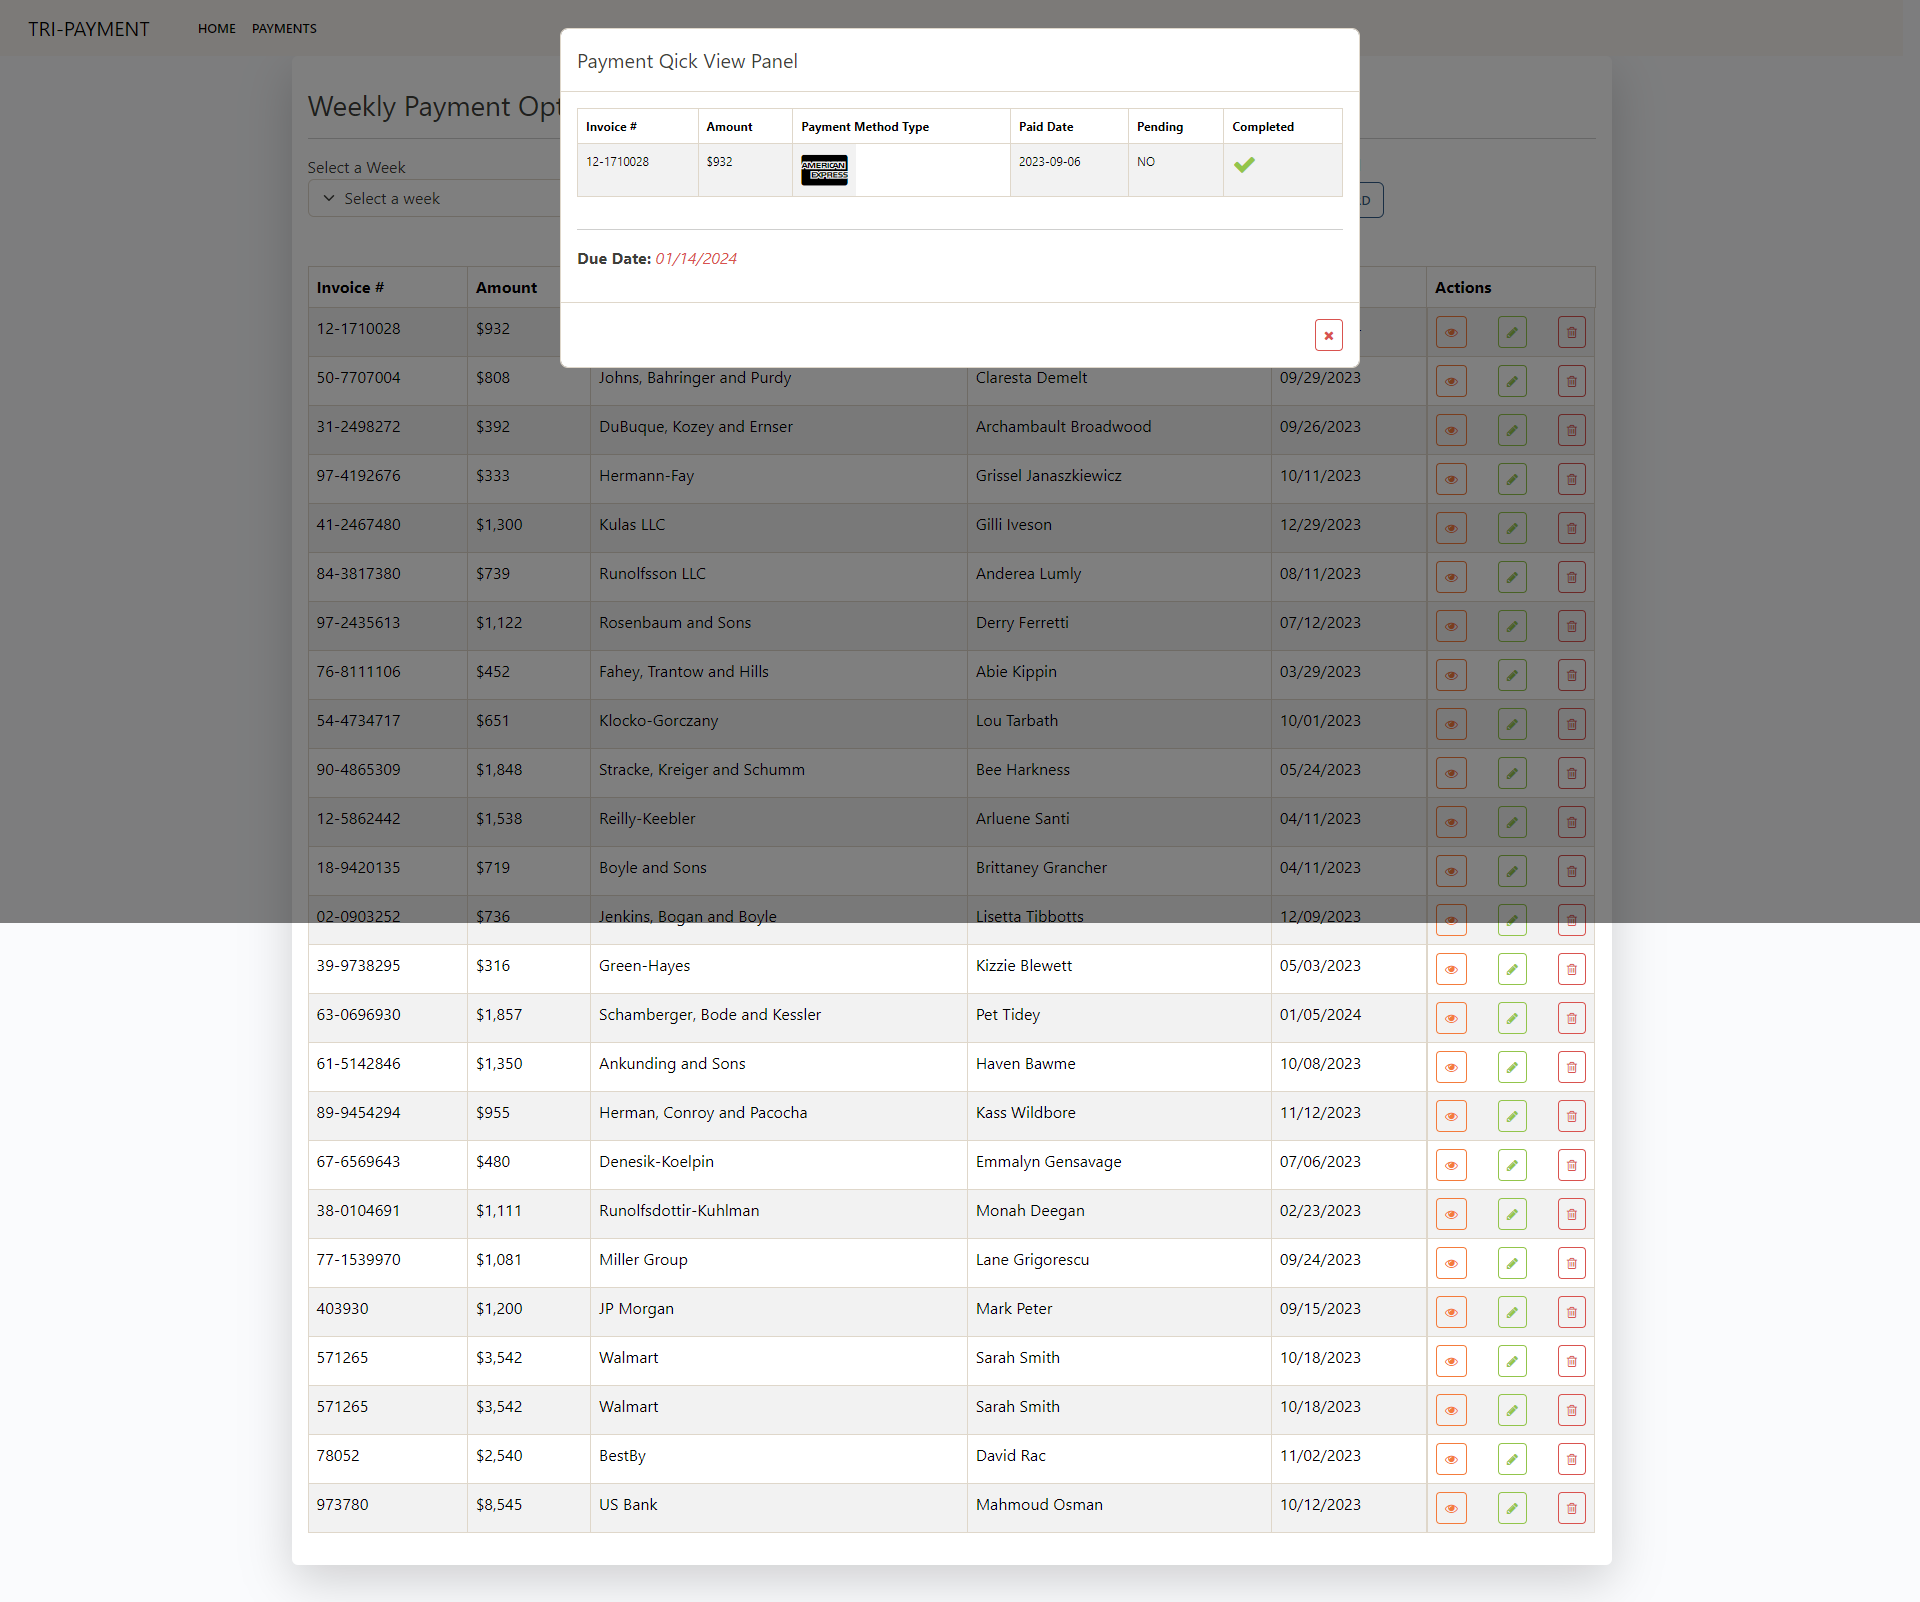 TRI-PAYMENT HOME PAYMENTS
Payment Qick View Panel
Invoice # Amount Payment Method Type Paid Date Pending Completed
12-1710028 $932 AMERICAN EXPRESS 2023-09-06 NO
Due Date: 01/14/2024
Weekly Payment
Select a Week
Select a week
Invoice # Amount Actions
12-1710028 $932
50-7707004 $808 Johns, Bahringer and Purdy Claresta Demelt 09/29/2023
31-2498272 $392 DuBuque, Kozey and Ernser Archambault Broadwood 09/26/2023
97-4192676 $333 Hermann-Fay Grissel Janaszkiewicz 10/11/2023
41-2467480 $1,300 Kulas LLC Gilli Iveson 12/29/2023
84-3817380 $739 Runolfsson LLC Anderea Lumly 08/11/2023
97-2435613 $1,122 Rosenbaum and Sons Derry Ferretti 07/12/2023
76-8111106 $452 Fahey, Trantow and Hills Abie Kippin 03/29/2023
54-4734717 $651 Klocko-Gorczany Lou Tarbath 10/01/2023
90-4865309 $1,848 Stracke, Kreiger and Schumm Bee Harkness 05/24/2023
12-5862442 $1,538 Reilly-Keebler Arluene Santi 04/11/2023
18-9420135 $719 Boyle and Sons Brittaney Grancher 04/11/2023
02-0903252 $736 Jenkins, Bogan and Boyle Lisetta Tibbotts 12/09/2023
39-9738295 $316 Green-Hayes Kizzie Blewett 05/03/2023
63-0696930 $1,857 Schamberger, Bode and Kessler Pet Tidey 01/05/2024
61-5142846 $1,350 Ankunding and Sons Haven Bawme 10/08/2023
89-9454294 $955 Herman, Conroy and Pacocha Kass Wildbore 11/12/2023
67-6569643 $480 Denesik-Koelpin Emmalyn Gensavage 07/06/2023
38-0104691 $1,111 Runolfsdottir-Kuhlman Monah Deegan 02/23/2023
77-1539970 $1,081 Miller Group Lane Grigorescu 09/24/2023
403930 $1,200 JP Morgan Mark Peter 09/15/2023
571265 $3,542 Walmart Sarah Smith 10/18/2023
571265 $3,542 Walmart Sarah Smith 10/18/2023
78052 $2,540 BestBy David Rac 11/02/2023
973780 $8,545 US Bank Mahmoud Osman 10/12/2023